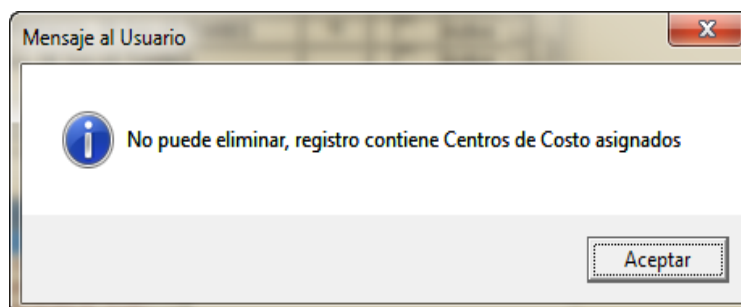 Mensaje al Usuario
No puede eliminar, registro contiene Centros de Costo asignados
Aceptar